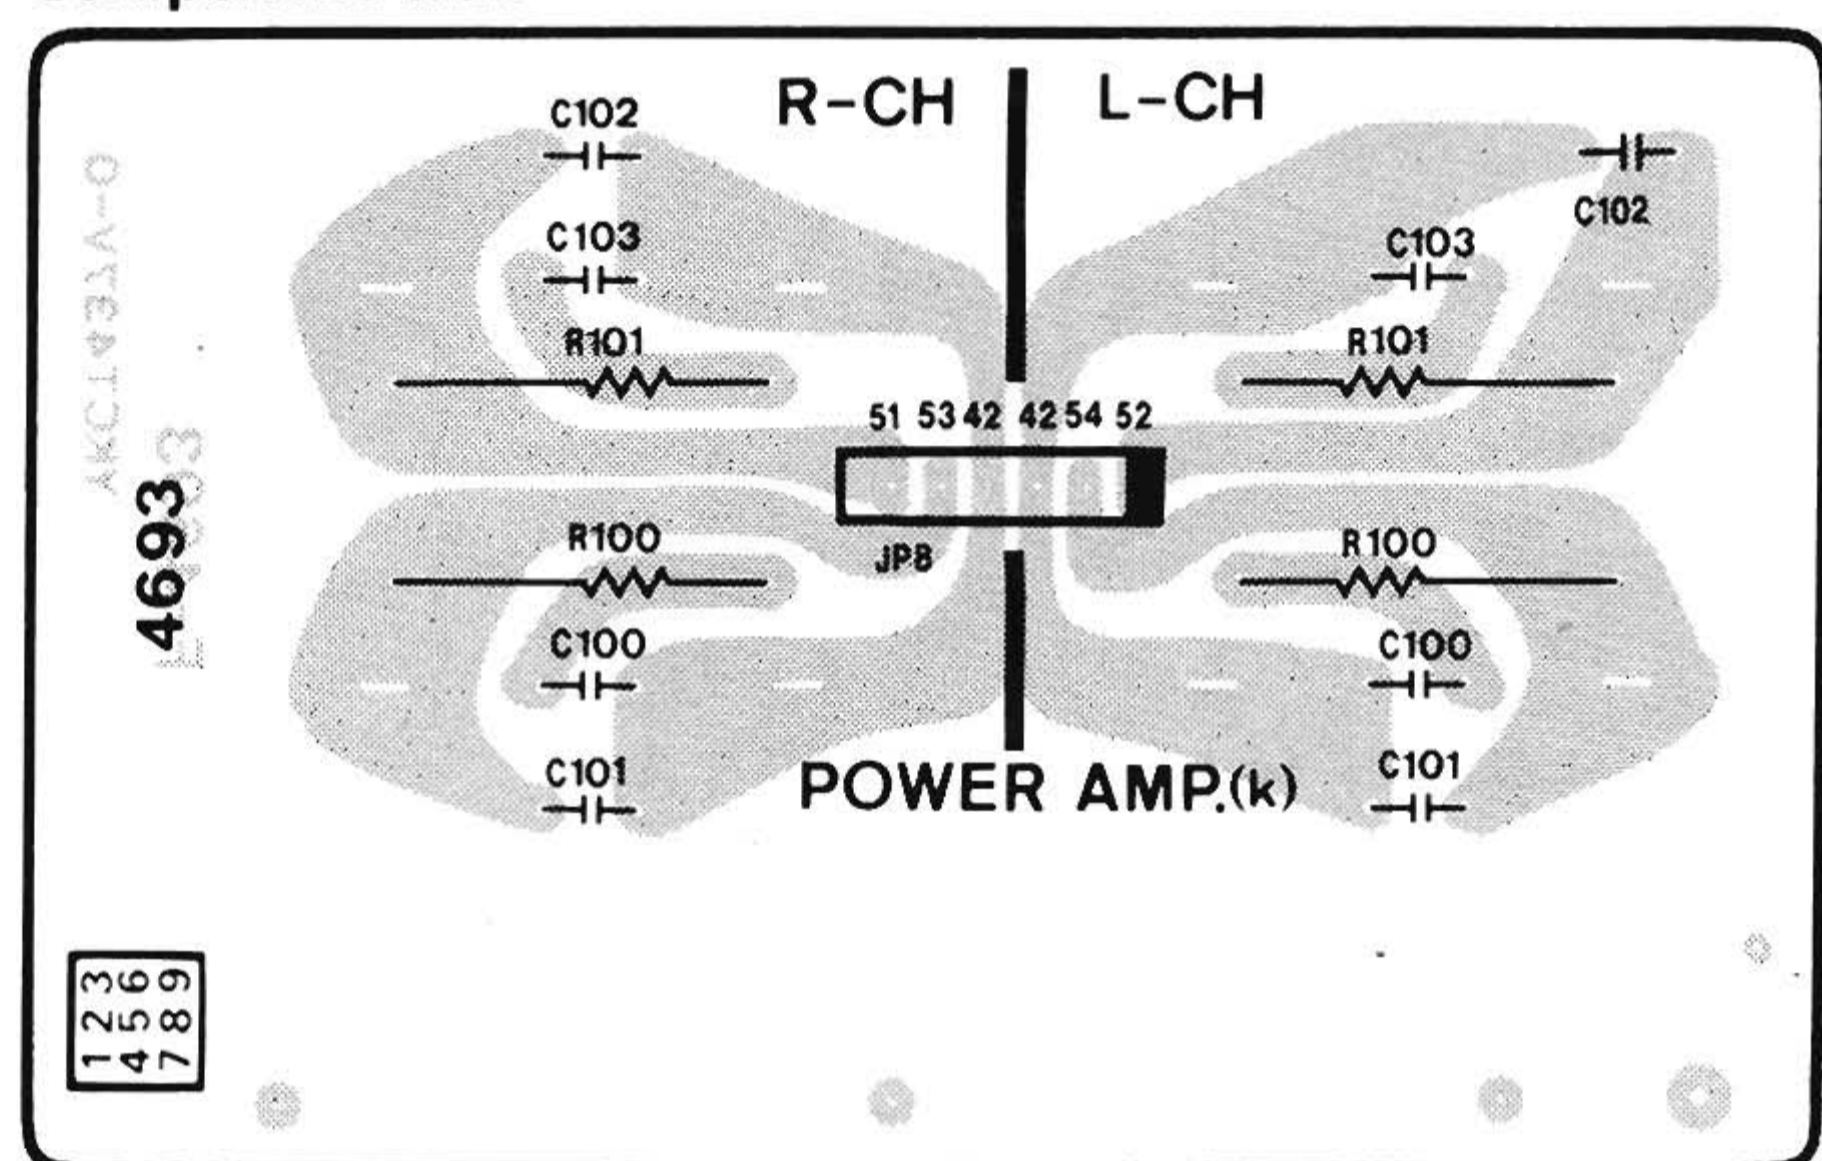 R-CH L-CH
C102
C102
C103
C103
R101
R101
51 53 42 42 54 52
4693
R100
JP8
R100
C100
C100
C101
C101
POWER AMP.(k)
1 2 3
4 5 6
7 8 9